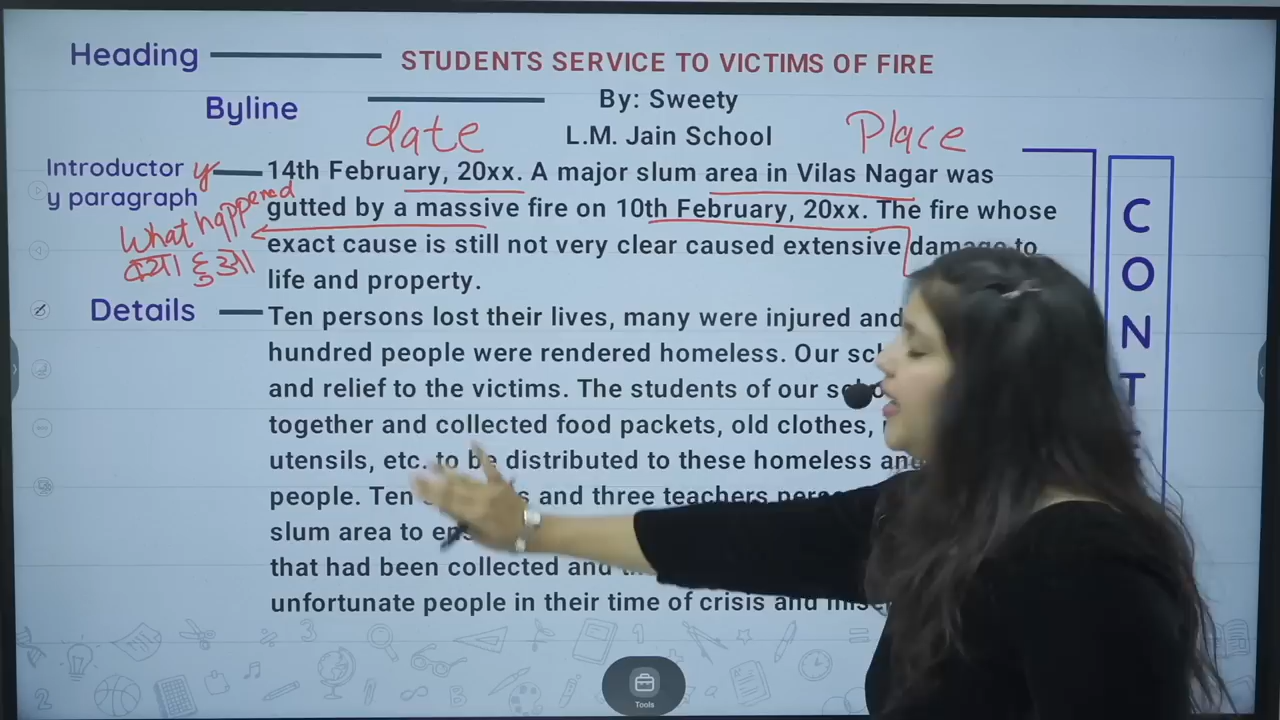 Heading STUDENTS SERVICE TO VICTIMS OF FIRE
Byline By: Sweety
date L.M. Jain School Place
Introductor y 14th February, 20xx. A major slum area in Vilas Nagar was
y paragraph
What happened gutted by a massive fire on 10th February, 20xx. The fire whose
क्या हुआ exact cause is still not very clear caused extensive damage to
life and property.
Details Ten persons lost their lives, many were injured and
hundred people were rendered homeless. Our
and relief to the victims. The students of our
together and collected food packets, old clothes,
utensils, etc. to be distributed to these homeless and
people. Ten and three teachers
slum area to
that had been collected and
unfortunate people in their time of crisis and
C
O
N
T
Tools